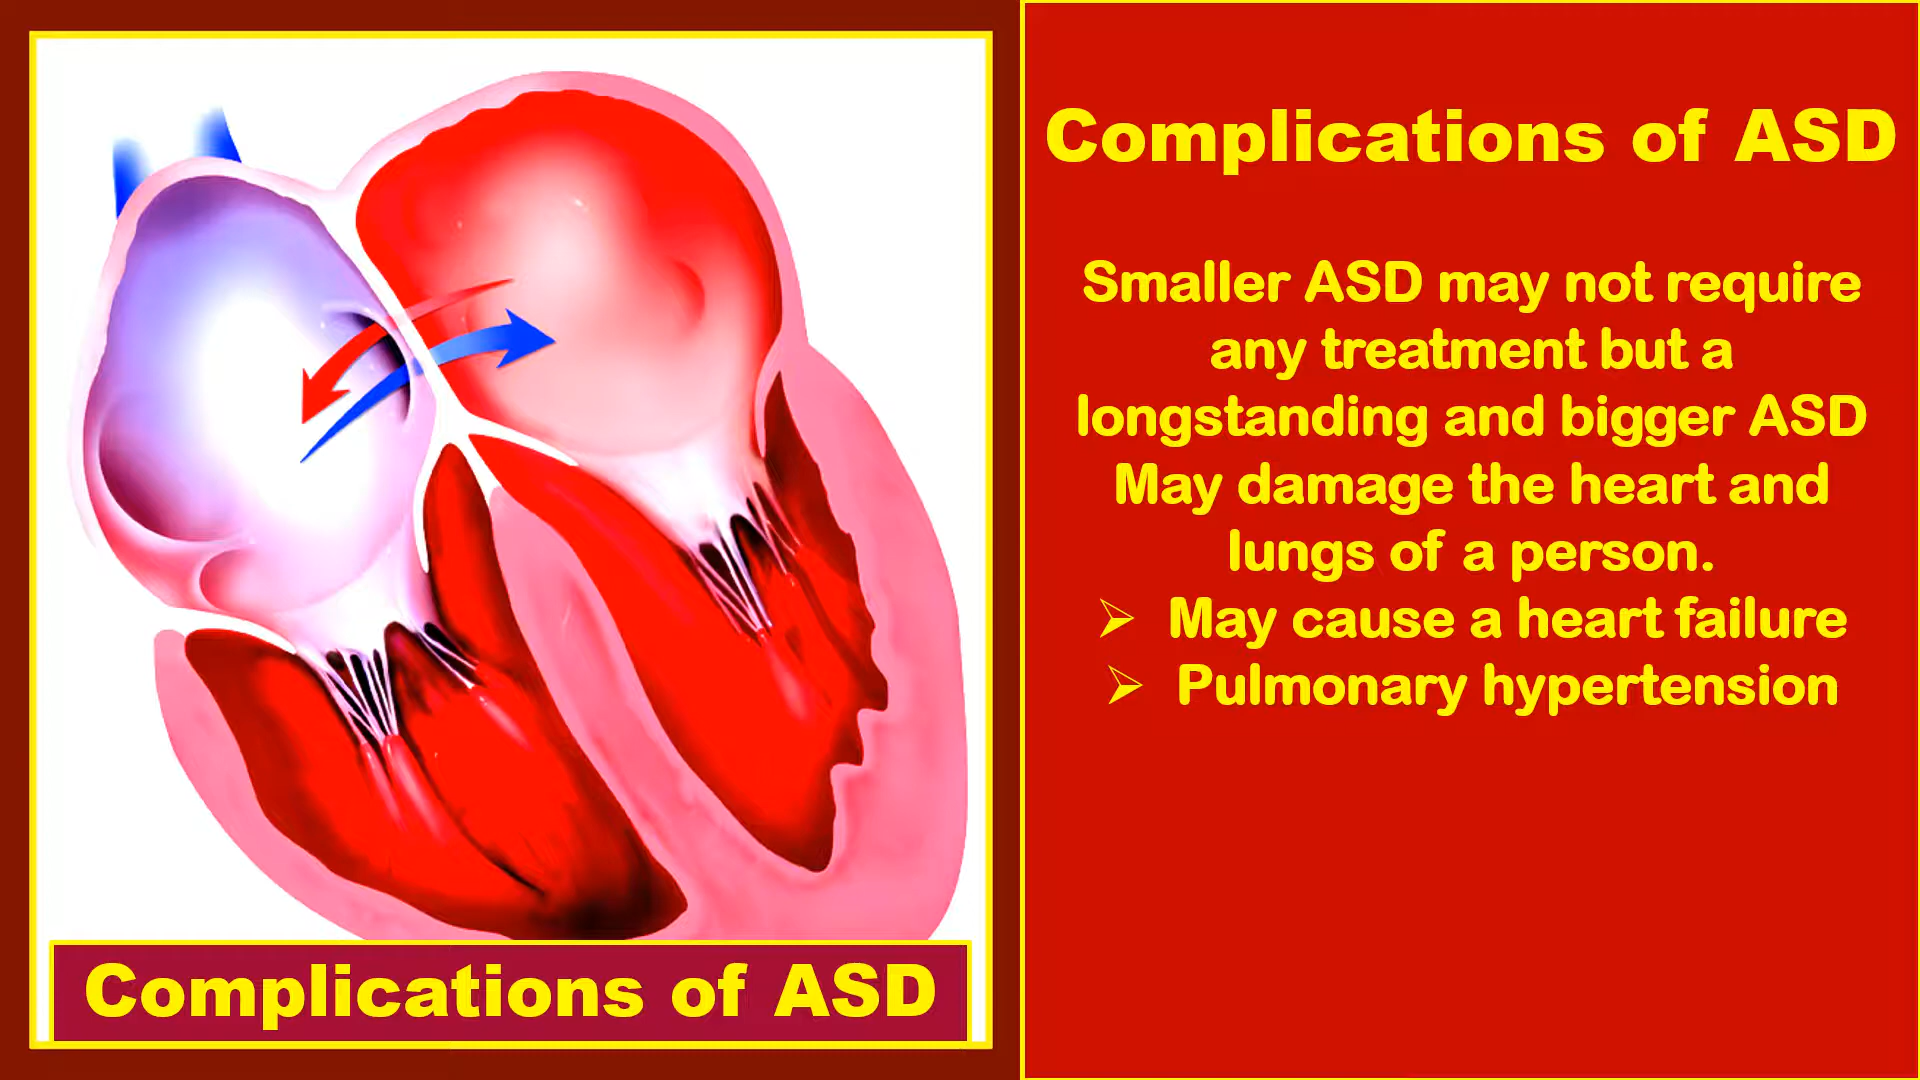 Complications of ASD
Smaller ASD may not require
any treatment but a
longstanding and bigger ASD
May damage the heart and
lungs of a person.
➢ May cause a heart failure
➢ Pulmonary hypertension
Complications of ASD